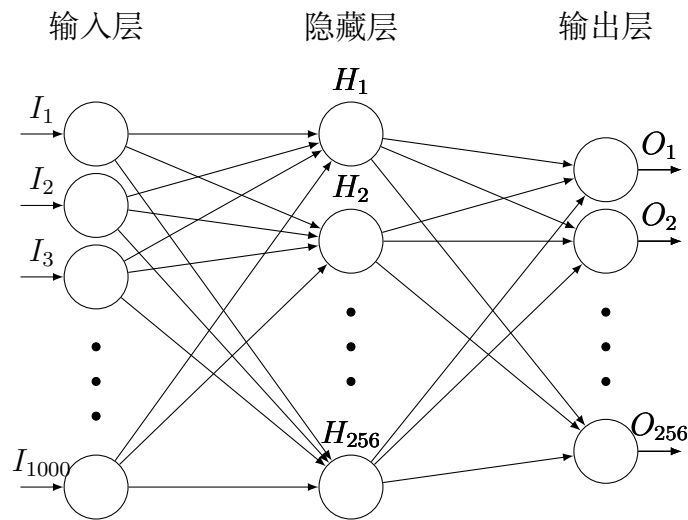 输入层 隐藏层 输出层
H₁
I₁
O₁
I₂
H₂
O₂
I₃
H₂₅₆
O₂₅₆
I₁₀₀₀